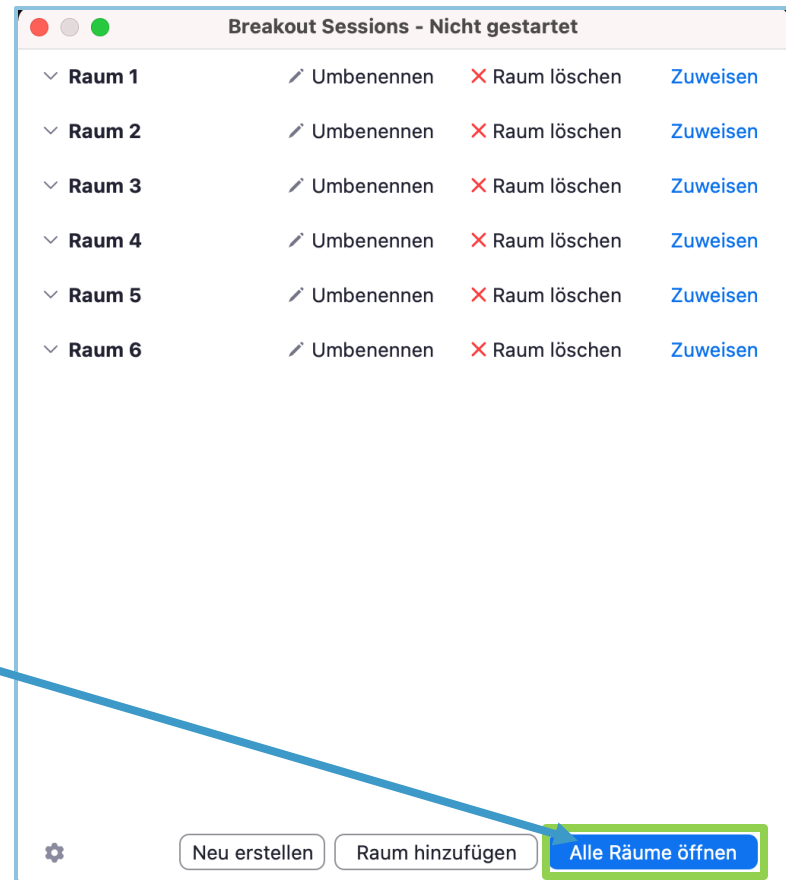 Breakout Sessions - Nicht gestartet
Raum 1 Umbenennen Raum löschen Zuweisen
Raum 2 Umbenennen Raum löschen Zuweisen
Raum 3 Umbenennen Raum löschen Zuweisen
Raum 4 Umbenennen Raum löschen Zuweisen
Raum 5 Umbenennen Raum löschen Zuweisen
Raum 6 Umbenennen Raum löschen Zuweisen
Neu erstellen Raum hinzufügen Alle Räume öffnen